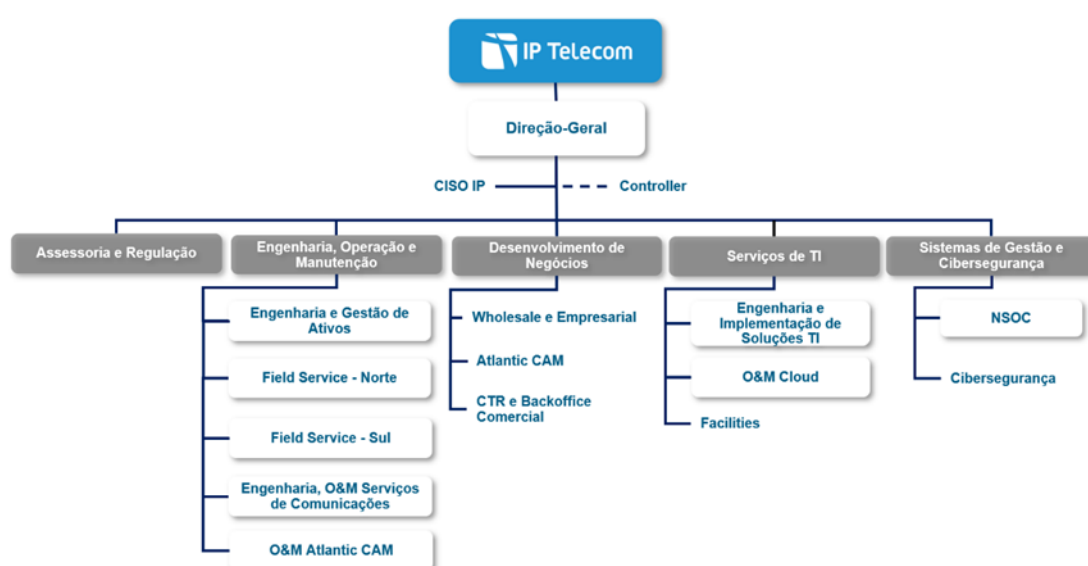 IP Telecom
Direção-Geral
CISO IP
Controller
Assessoria e Regulação
Engenharia, Operação e
Manutenção
Desenvolvimento de
Negócios
Serviços de TI
Sistemas de Gestão e
Cibersegurança
Engenharia e Gestão de
Ativos
Field Service - Norte
Field Service - Sul
Engenharia, O&M Serviços
de Comunicações
O&M Atlantic CAM
Wholesale e Empresarial
Atlantic CAM
CTR e Backoffice
Comercial
Engenharia e
Implementação de
Soluções TI
O&M Cloud
Facilities
NSOC
Cibersegurança